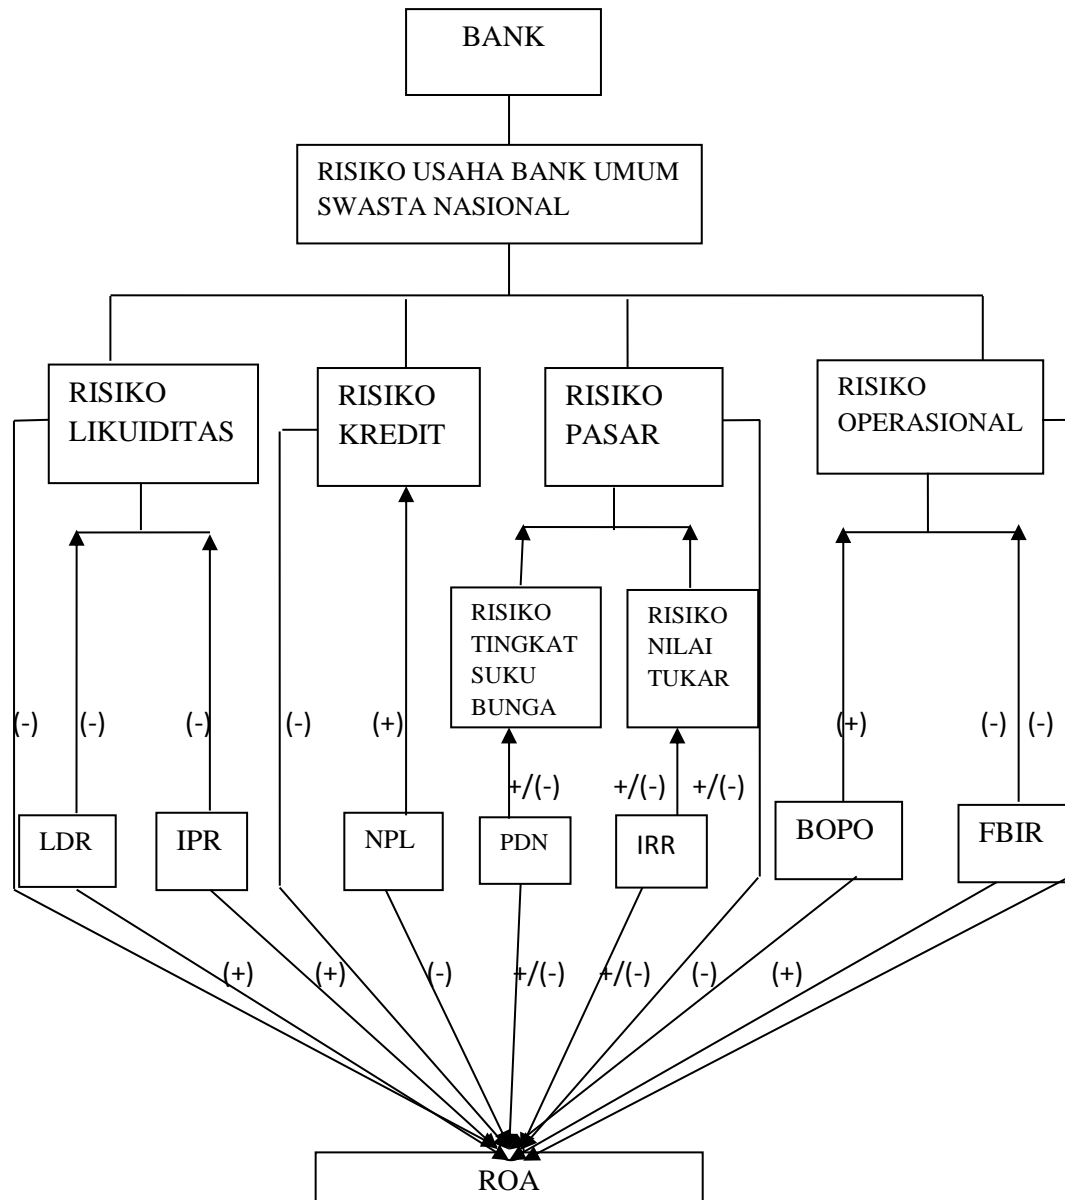 BANK
RISIKO USAHA BANK UMUM
SWASTA NASIONAL
RISIKO
LIKUIDITAS
RISIKO
KREDIT
RISIKO
PASAR
RISIKO
OPERASIONAL
RISIKO
TINGKAT
SUKU
BUNGA
RISIKO
NILAI
TUKAR
(-)
(-)
(-)
(-)
(+)
(+)
(-)
(-)
+/(-)
+/(-)
+/(-)
LDR
IPR
NPL
PDN
IRR
BOPO
FBIR
(+)
(+)
(-)
+/(-)
+/(-)
(-)
(+)
ROA